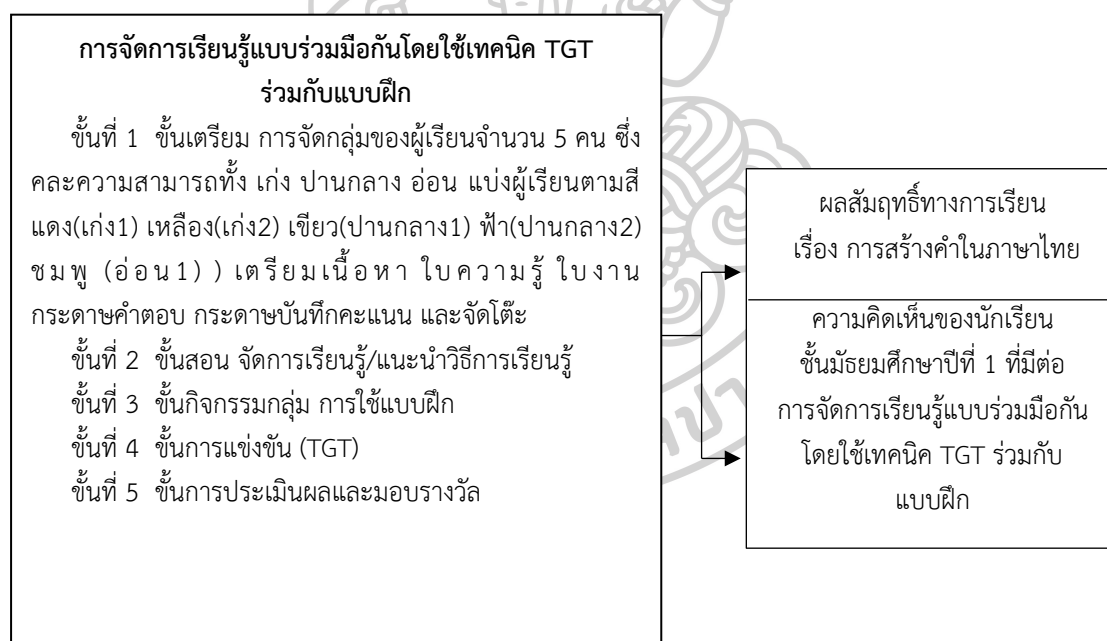 การจัดการเรียนรู้แบบร่วมมือกันโดยใช้เทคนิค TGT
ร่วมกับแบบฝึก
ขั้นที่ 1 ขั้นเตรียม การจัดกลุ่มของผู้เรียนจำนวน 5 คน ซึ่ง
คละความสามารถทั้ง เก่ง ปานกลาง อ่อน แบ่งผู้เรียนตามสี
แดง(เก่ง1) เหลือง(เก่ง2) เขียว(ปานกลาง1) ฟ้า(ปานกลาง2)
ชมพู (อ่อน1) ) เตรียมเนื้อหา ใบความรู้ ใบงาน
กระดาษคำตอบ กระดาษบันทึกคะแนน และจัดโต๊ะ
ขั้นที่ 2 ขั้นสอน จัดการเรียนรู้/แนะนำวิธีการเรียนรู้
ขั้นที่ 3 ขั้นกิจกรรมกลุ่ม การใช้แบบฝึก
ขั้นที่ 4 ขั้นการแข่งขัน (TGT)
ขั้นที่ 5 ขั้นการประเมินผลและมอบรางวัล
ผลสัมฤทธิ์ทางการเรียน
เรื่อง การสร้างคำในภาษาไทย
ความคิดเห็นของนักเรียน
ชั้นมัธยมศึกษาปีที่ 1 ที่มีต่อ
การจัดการเรียนรู้แบบร่วมมือกัน
โดยใช้เทคนิค TGT ร่วมกับ
แบบฝึก